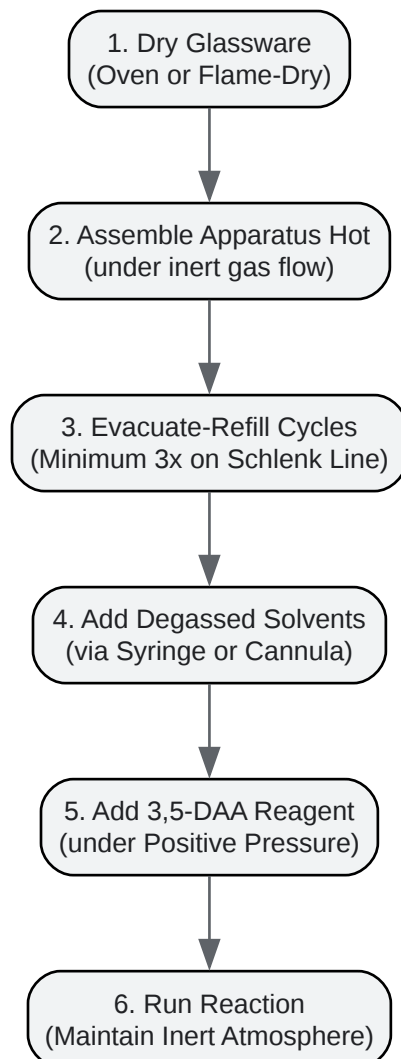 1. Dry Glassware
(Oven or Flame-Dry)
2. Assemble Apparatus Hot
(under inert gas flow)
3. Evacuate-Refill Cycles
(Minimum 3x on Schlenk Line)
4. Add Degassed Solvents
(via Syringe or Cannula)
5. Add 3,5-DAA Reagent
(under Positive Pressure)
6. Run Reaction
(Maintain Inert Atmosphere)